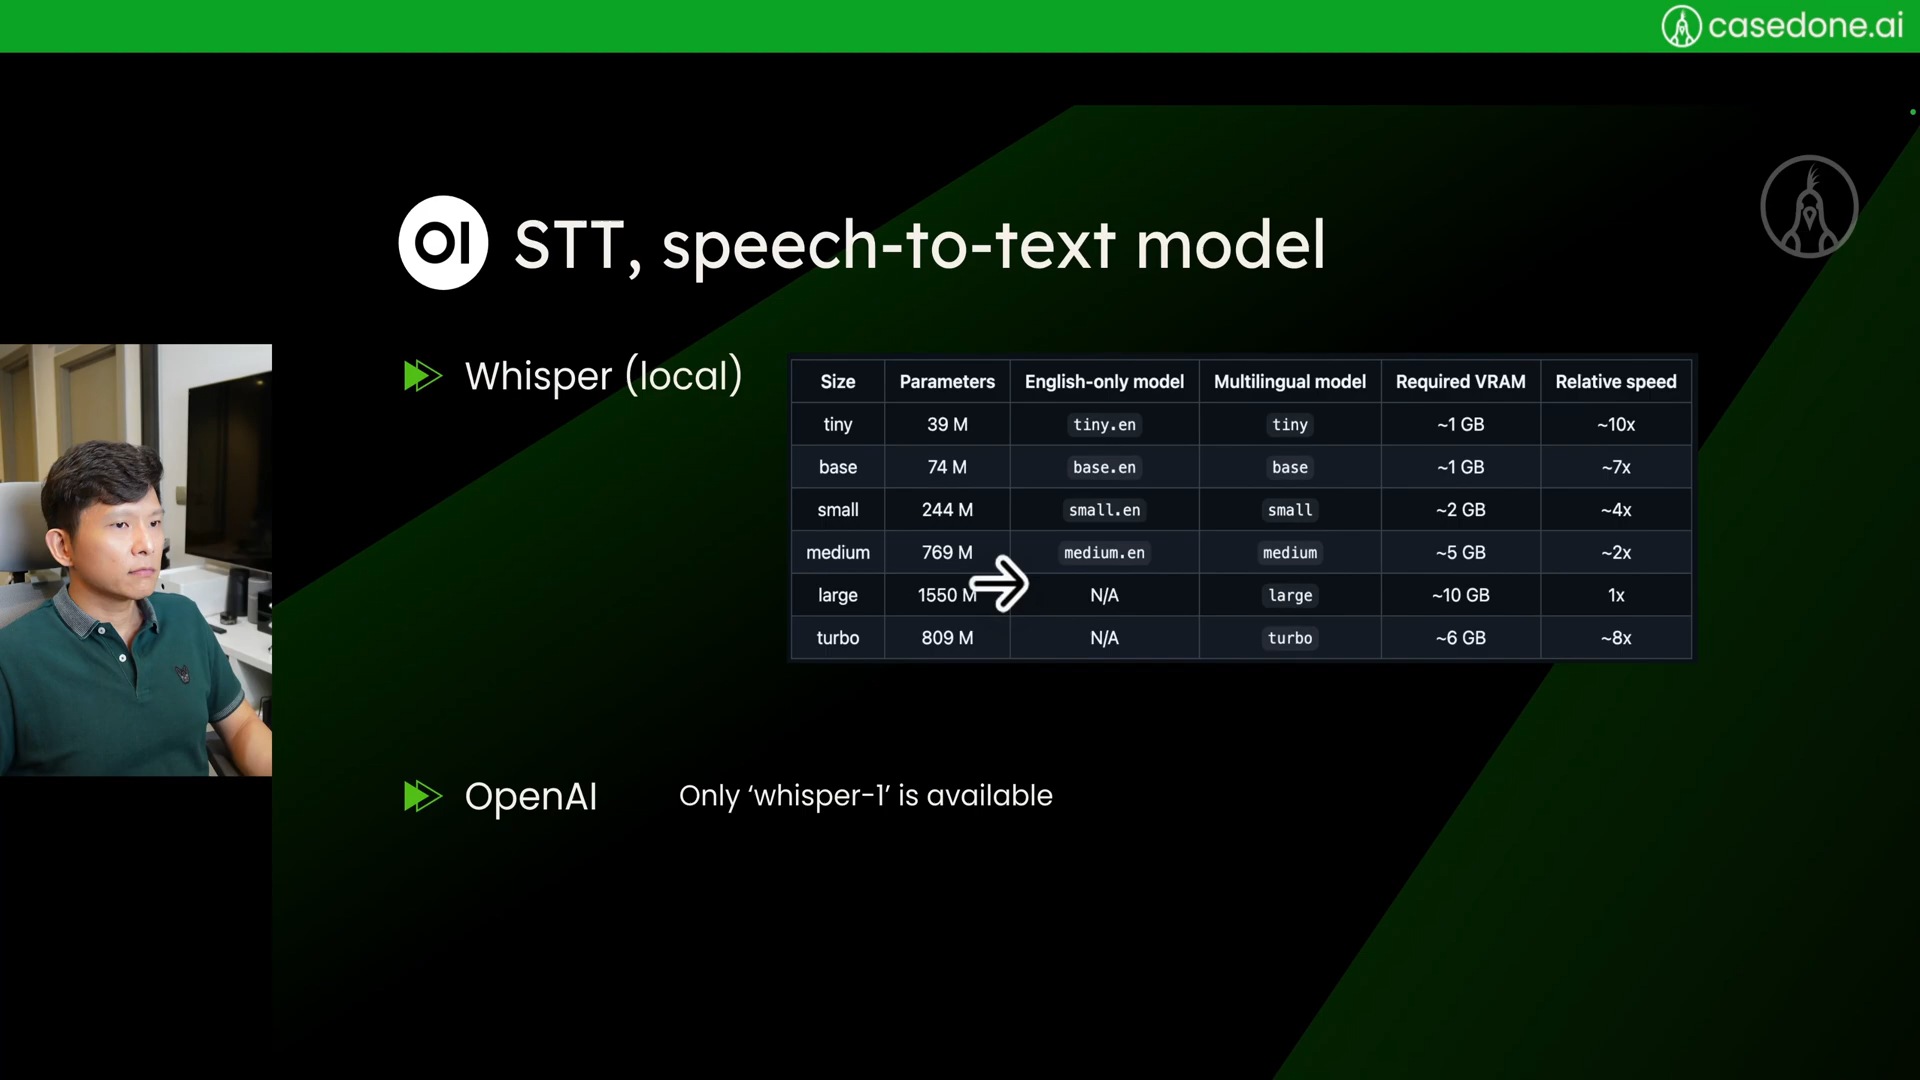 casedone.ai
OI STT, speech-to-text model
Whisper (local)
Size Parameters English-only model Multilingual model Required VRAM Relative speed
tiny 39 M tiny.en tiny ~1 GB ~10x
base 74 M base.en base ~1 GB ~7x
small 244 M small.en small ~2 GB ~4x
medium 769 M medium.en medium ~5 GB ~2x
large 1550 M N/A large ~10 GB 1x
turbo 809 M N/A turbo ~6 GB ~8x
OpenAI Only ‘whisper-1’ is available